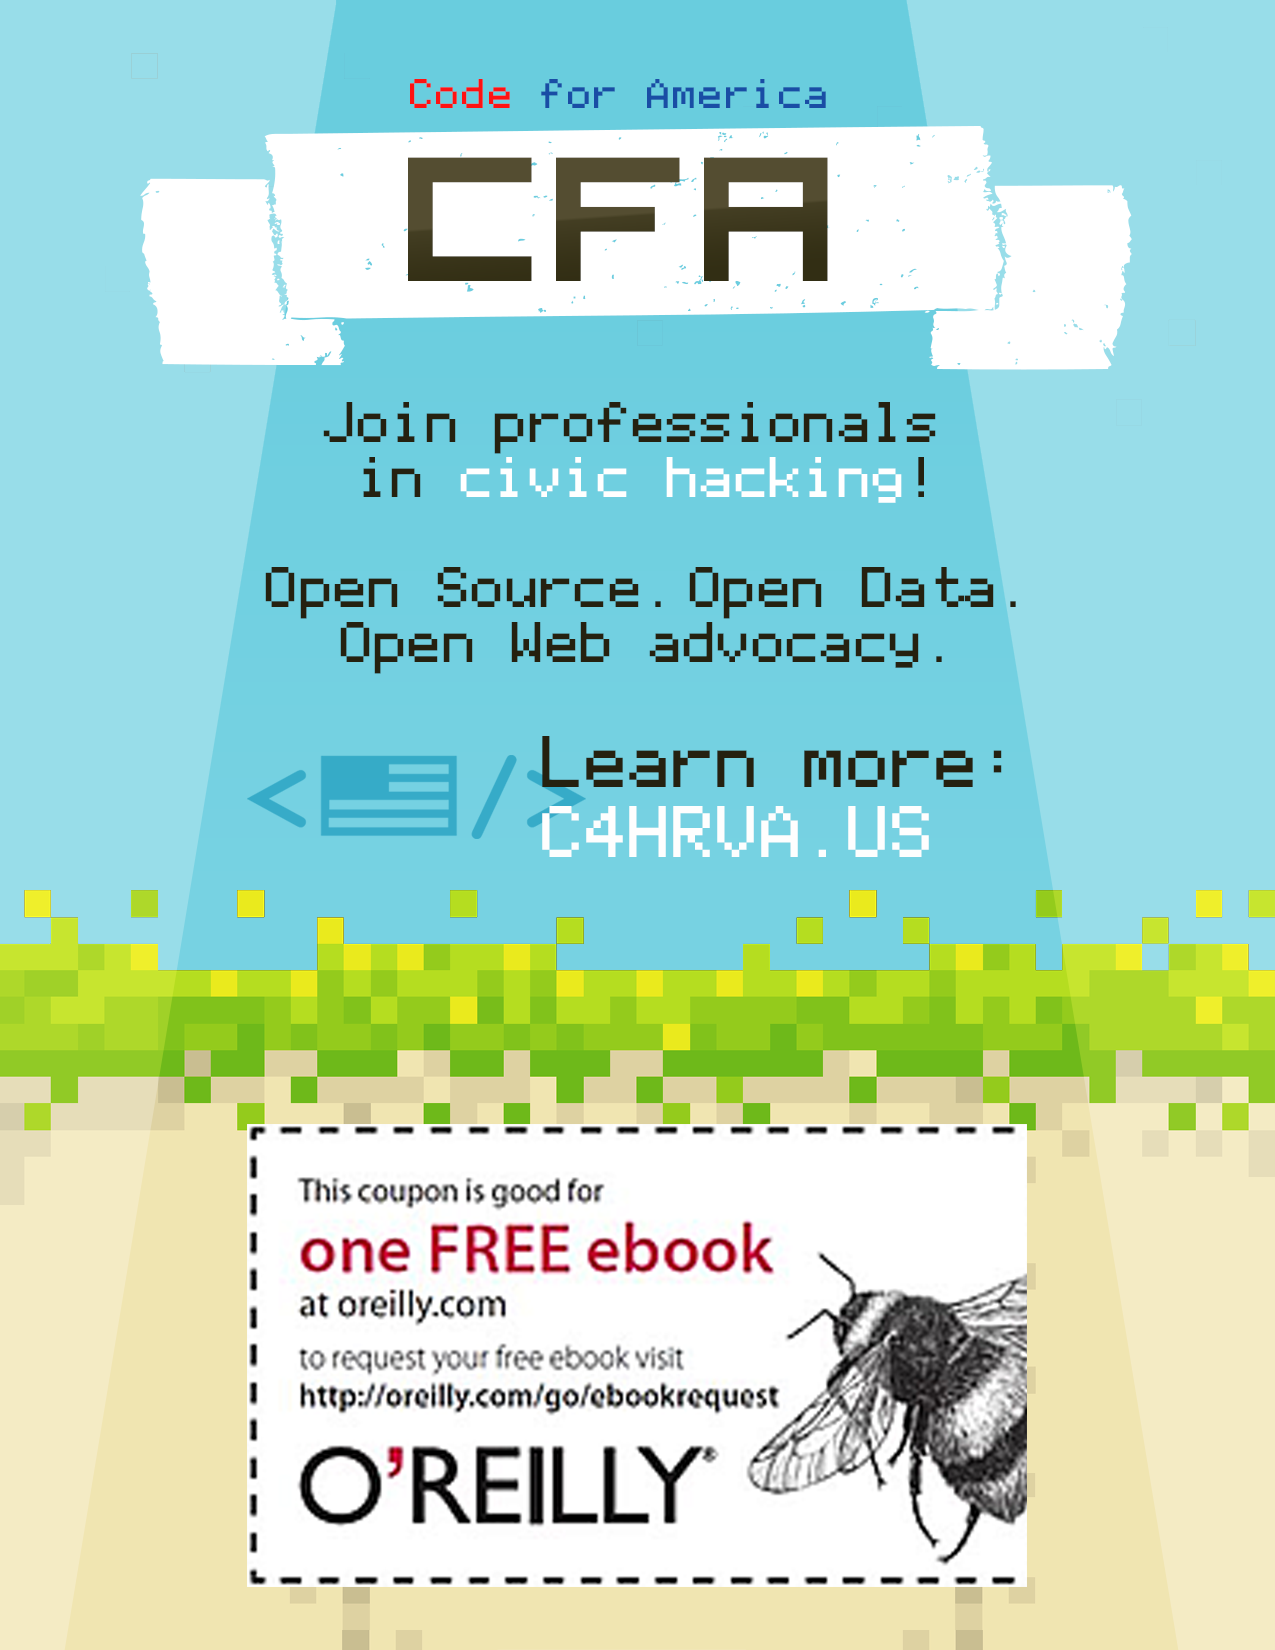 Code for America
CFA
Join professionals
in civic hacking!
Open Source. Open Data.
Open Web advocacy.
Learn more:
C4HRVA.US
This coupon is good for
one FREE ebook
at oreilly.com
to request your free ebook visit
http://oreilly.com/go/ebookrequest
O'REILLY®